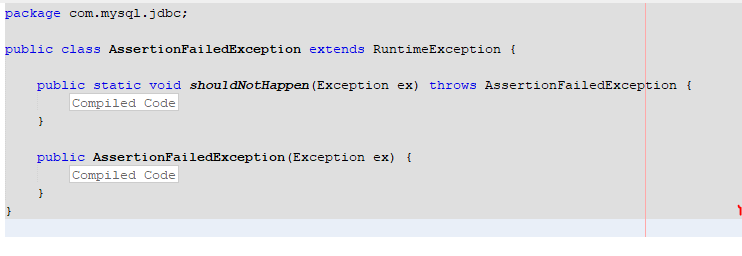 package com.mysql.jdbc;
public class AssertionFailedException extends RuntimeException {
public static void shouldNotHappen(Exception ex) throws AssertionFailedException {
Compiled Code
}
public AssertionFailedException(Exception ex) {
Compiled Code
}
}